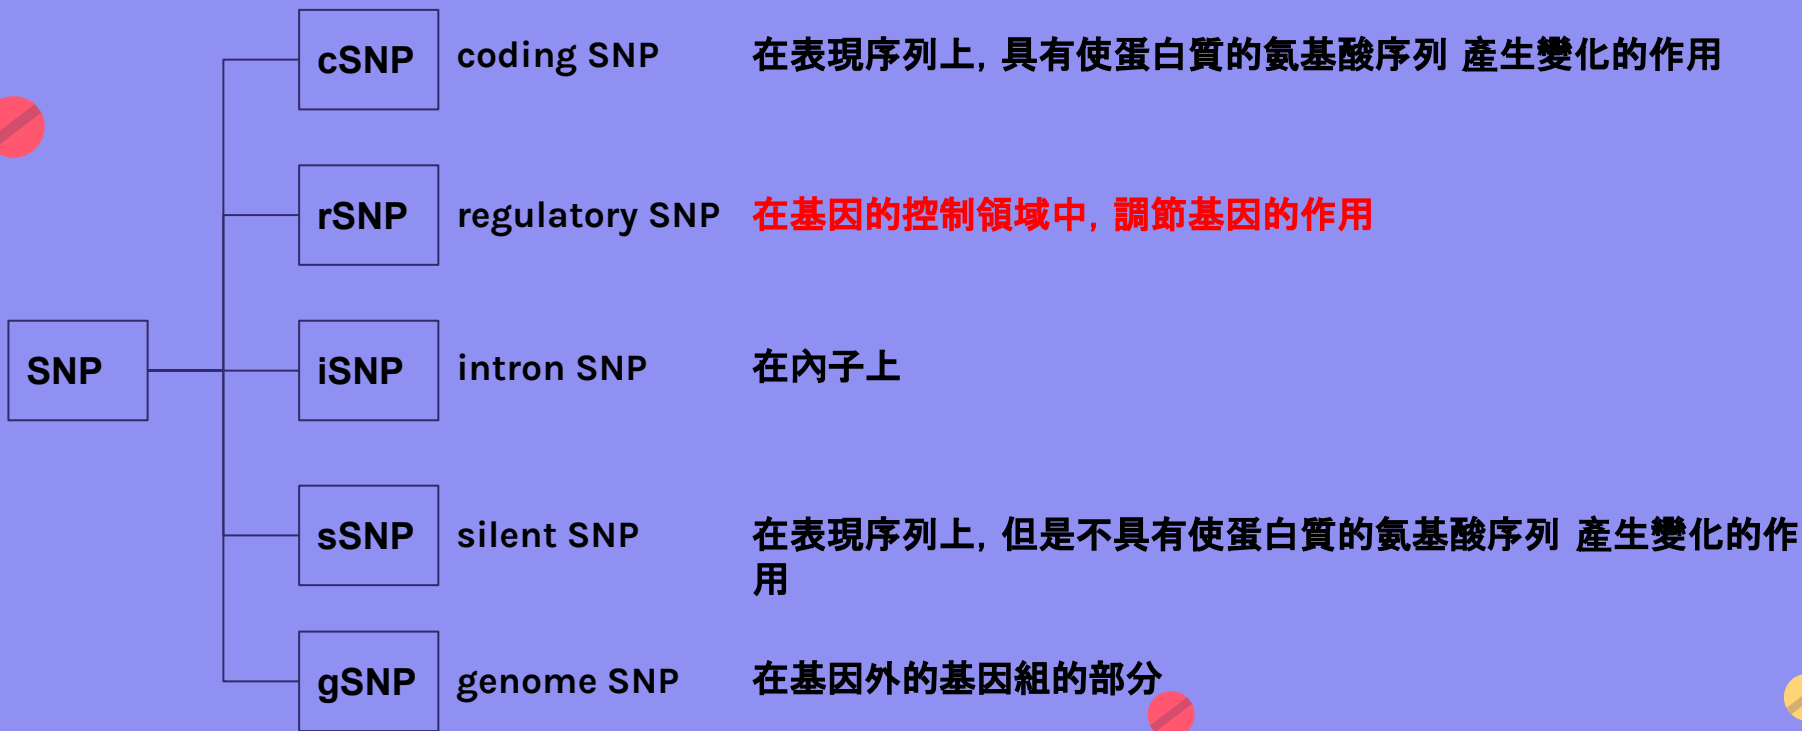 cSNP coding SNP 在表現序列上, 具有使蛋白質的氨基酸序列 產生變化的作用
rSNP regulatory SNP 在基因的控制領域中, 調節基因的作用
SNP
iSNP intron SNP 在內子上
sSNP silent SNP 在表現序列上, 但是不具有使蛋白質的氨基酸序列 產生變化的作
用
gSNP genome SNP 在基因外的基因組的部分